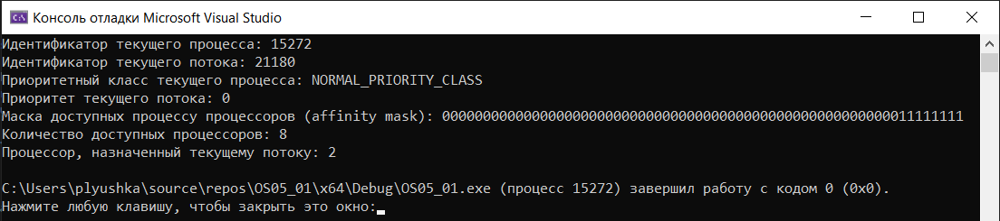 C:\ Консоль отладки Microsoft Visual Studio
Идентификатор текущего процесса: 15272
Идентификатор текущего потока: 21180
Приоритетный класс текущего процесса: NORMAL_PRIORITY_CLASS
Приоритет текущего потока: 0
Маска доступных процессу процессоров (affinity mask): 0000000000000000000000000000000000000000000000000000000011111111
Количество доступных процессоров: 8
Процессор, назначенный текущему потоку: 2
C:\Users\plyushka\source\repos\OS05_01\x64\Debug\OS05_01.exe (процесс 15272) завершил работу с кодом 0 (0x0).
Нажмите любую клавишу, чтобы закрыть это окно: